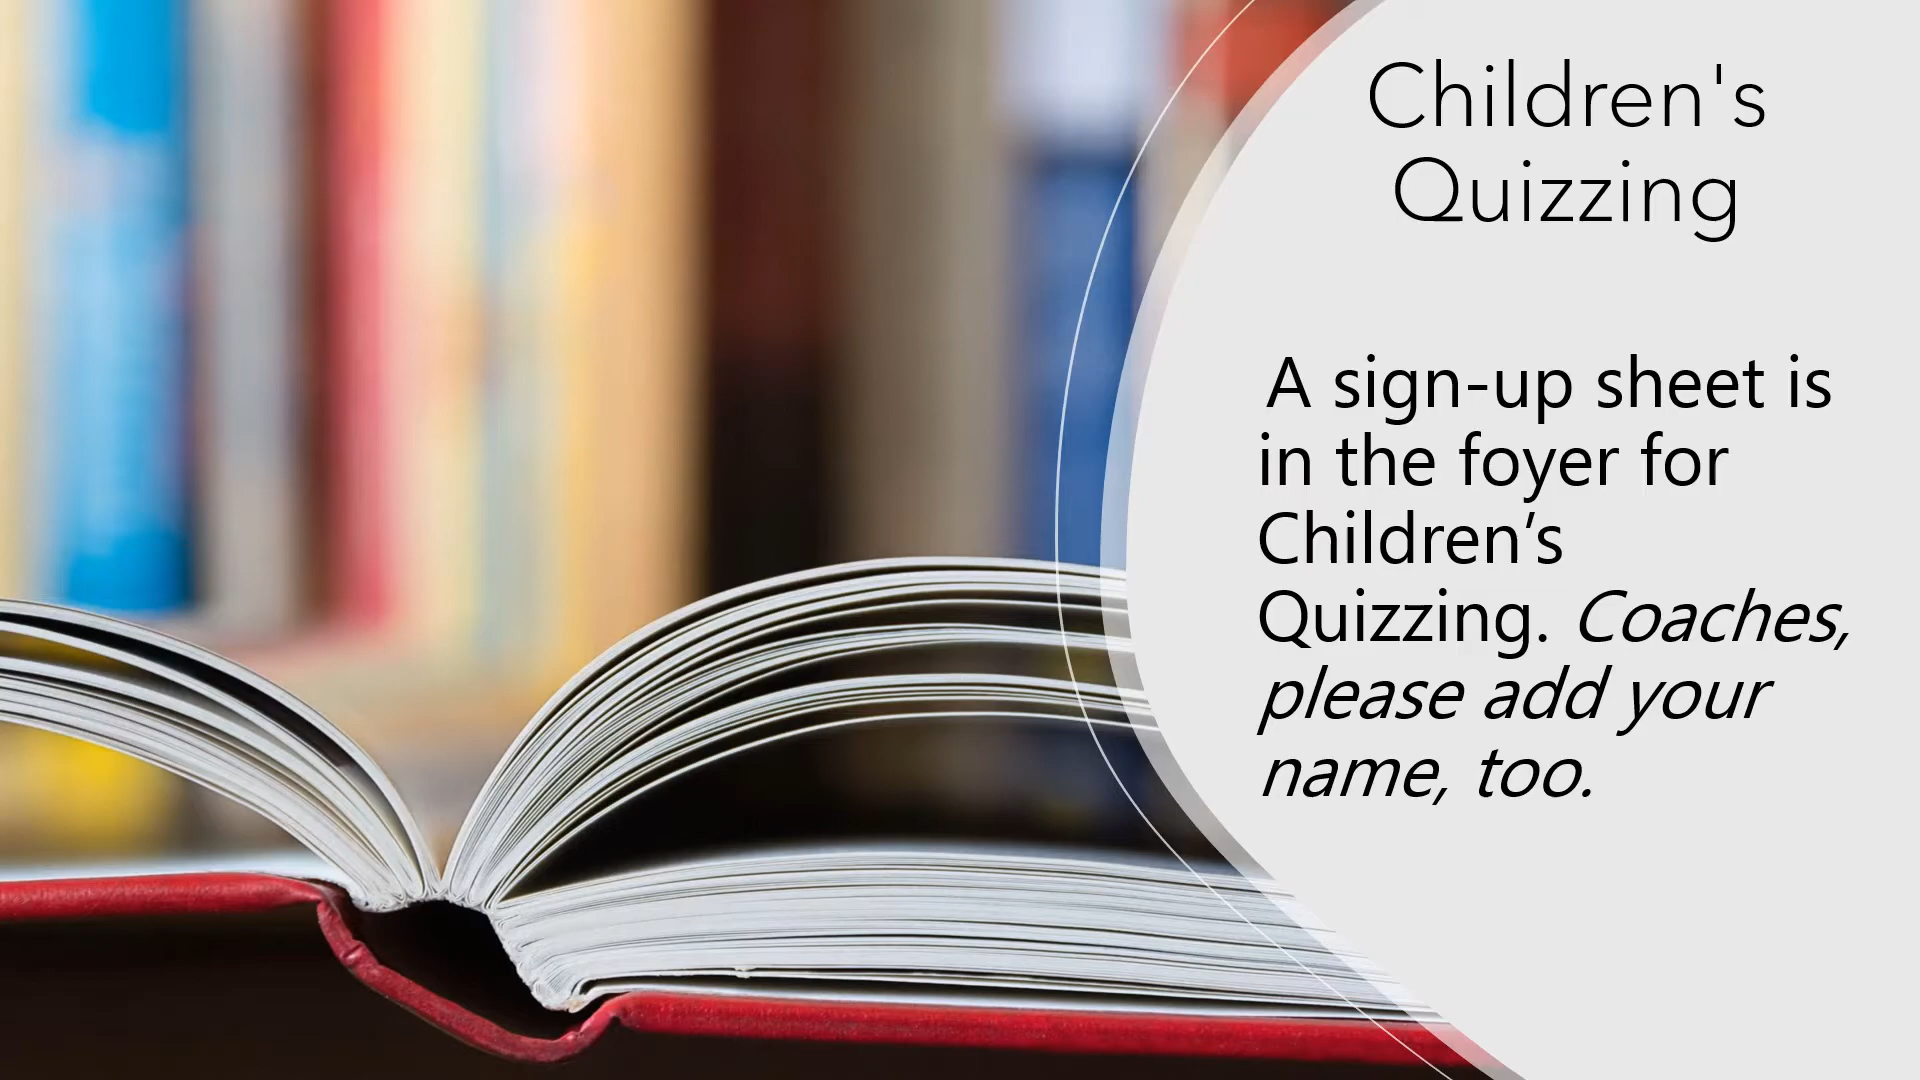 Children's
Quizzing
A sign-up sheet is
in the foyer for
Children’s
Quizzing. Coaches,
please add your
name, too.